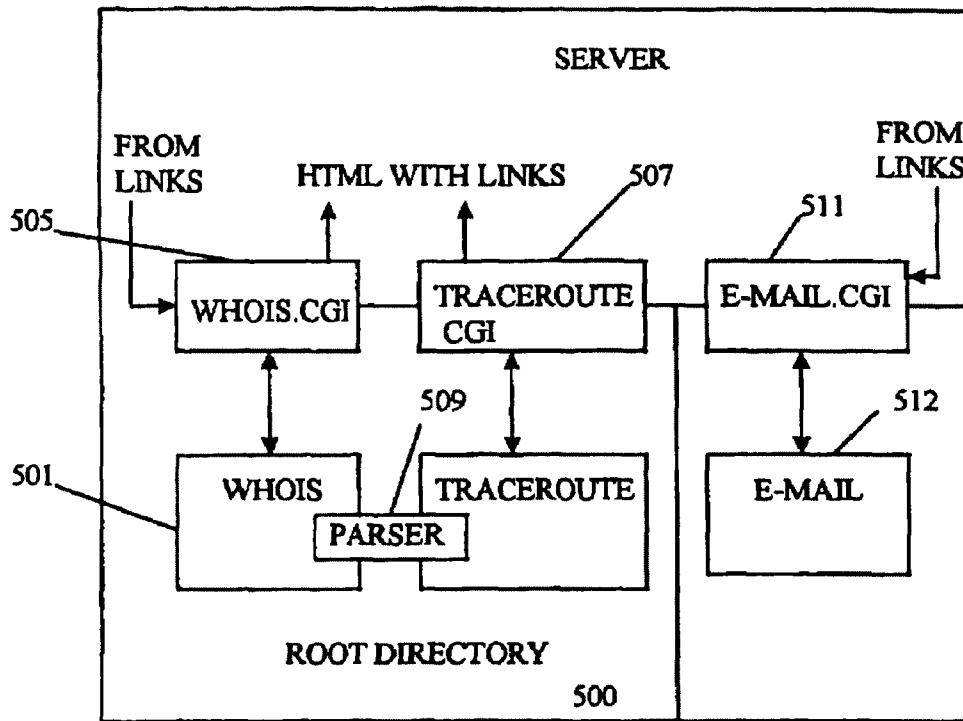 SERVER
FROM
LINKS
HTML WITH LINKS
507
FROM
LINKS
505
511
WHOIS.CGI
TRACEROUTE
CGI
E-MAIL.CGI
509
512
501
WHOIS
TRACEROUTE
E-MAIL
PARSER
ROOT DIRECTORY
500